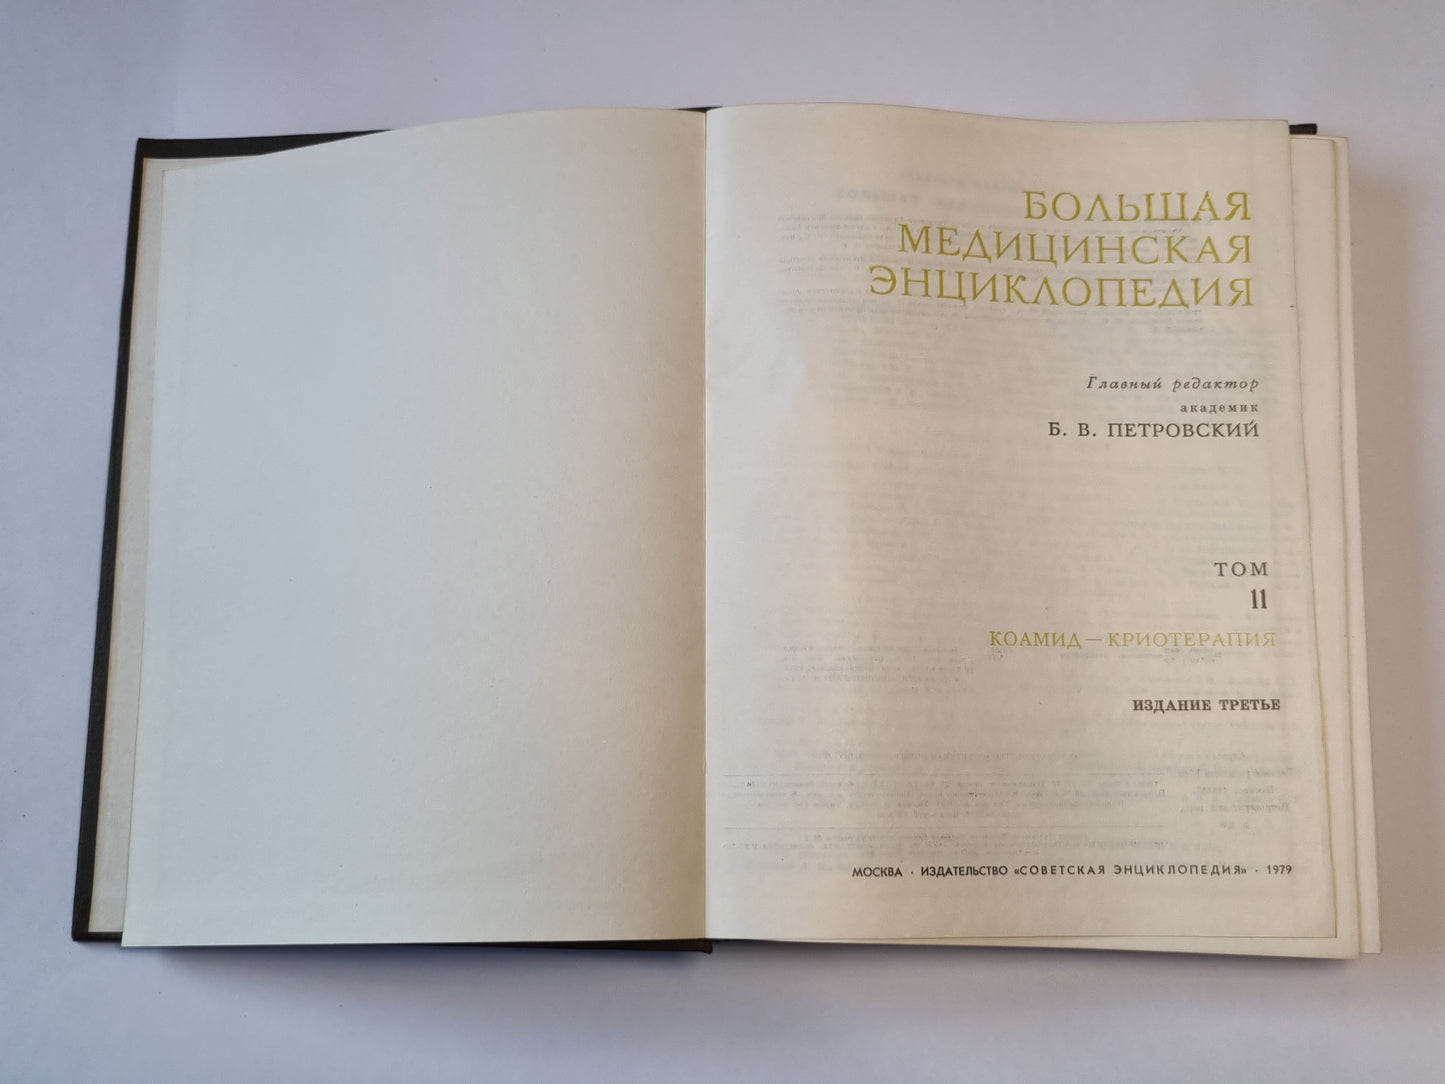 БОЛЬШАЯ
МЕДИЦИНСКАЯ
ЭНЦИКЛОПЕДИЯ
Главный редактор
академик
Б. В. ПЕТРОВСКИЙ
ТОМ
11
КОАМИД — КРИОТЕРАПИЯ
ИЗДАНИЕ ТРЕТЬЕ
МОСКВА · ИЗДАТЕЛЬСТВО «СОВЕТСКАЯ ЭНЦИКЛОПЕДИЯ» · 1979